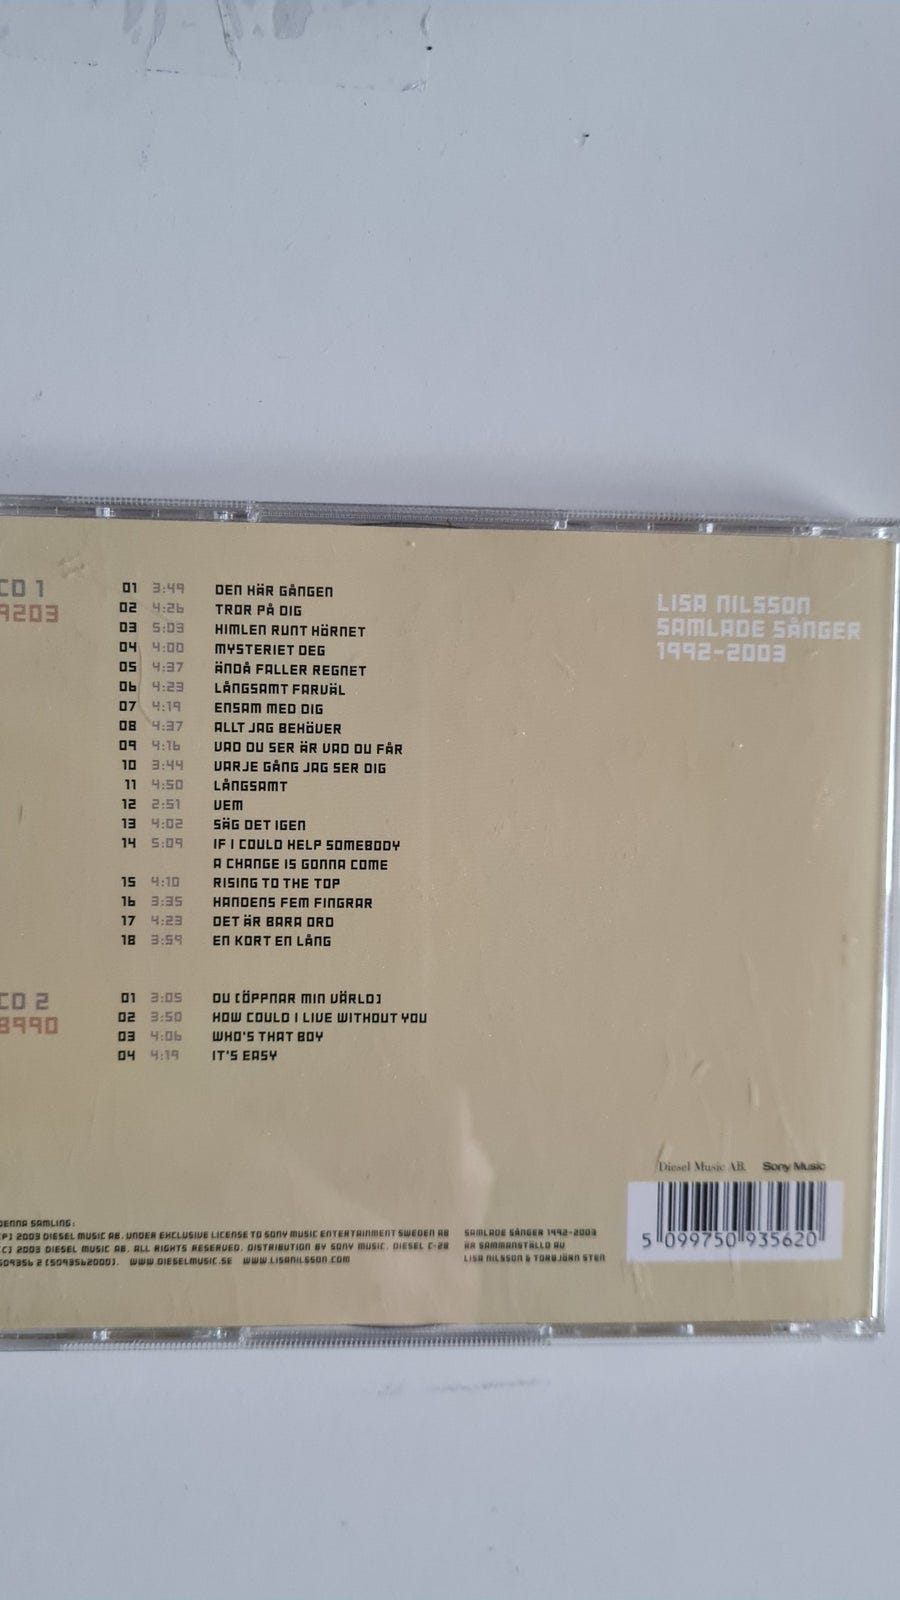 CD 1
9203
01 3:49 DEN HÄR GÅNGEN
02 4:26 TROR PÅ DIG
03 5:03 HIMLEN RUNT HÖRNET
04 4:00 MYSTERIET DEG
05 4:37 ÄNDÅ FALLER REGNET
06 4:23 LÅNGSAMT FARVÄL
07 4:19 ENSAM MED DIG
08 4:37 ALLT JAG BEHÖVER
09 4:16 VAD DU SER ÄR VAD DU FÅR
10 3:44 VARJE GÅNG JAG SER DIG
11 4:50 LÅNGSAMT
12 2:51 VEM
13 4:02 SÄG DET IGEN
14 5:09 IF I COULD HELP SOMEBODY
A CHANGE IS GONNA COME
15 4:10 RISING TO THE TOP
16 3:35 HANDENS FEM FINGRAR
17 4:23 DET ÄR BARA ORD
18 3:59 EN KORT EN LÅNG
CD 2
8990
01 3:05 DU [ÖPPNAR MIN VÄRLD]
02 3:50 HOW COULD I LIVE WITHOUT YOU
03 4:06 WHO'S THAT BOY
04 4:19 IT'S EASY
LISA NILSSON
SAMLADE SÅNGER
1992-2003
DENNA SAMLING:
[P] 2003 DIESEL MUSIC AB. UNDER EXCLUSIVE LICENSE TO SONY MUSIC ENTERTAINMENT SWEDEN AB
[C] 2003 DIESEL MUSIC AB. ALL RIGHTS RESERVED. DISTRIBUTION BY SONY MUSIC. DIESEL C-28
509356 2 [5093562000]. WWW.DIESELMUSIC.SE WWW.LISANILSSON.COM
SAMLADE SÅNGER 1992-2003
ÄR SAMMANSTÄLLD AV
LISA NILSSON & TORBJÖRN STEN
Diesel Music AB. Sony Music
5 099750 935620